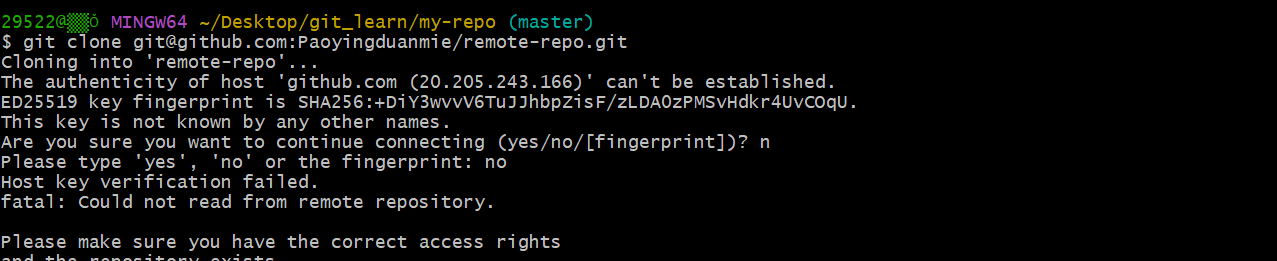 29522@ MINGW64 ~/Desktop/git_learn/my-repo (master)
$ git clone git@github.com:Paoyingduanmie/remote-repo.git
Cloning into 'remote-repo'...
The authenticity of host 'github.com (20.205.243.166)' can't be established.
ED25519 key fingerprint is SHA256:+DiY3wvvV6TuJJhbpZisF/zLDA0zPMSvHdkr4UvCOqU.
This key is not known by any other names.
Are you sure you want to continue connecting (yes/no/[fingerprint])? n
Please type 'yes', 'no' or the fingerprint: no
Host key verification failed.
fatal: Could not read from remote repository.
Please make sure you have the correct access rights
and the repository exists